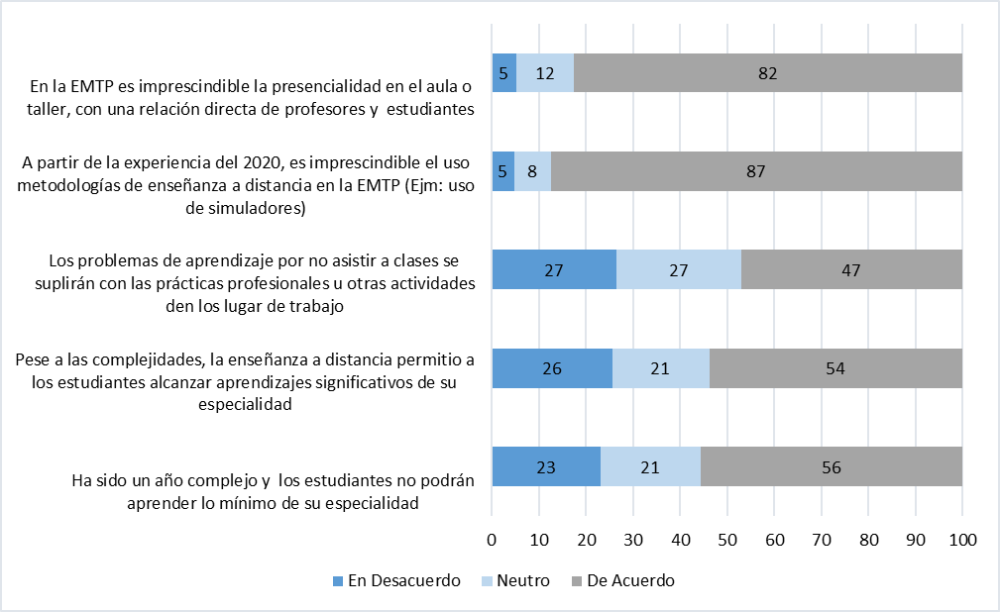 En la EMTP es imprescindible la presencialidad en el aula o
taller, con una relación directa de profesores y  estudiantes
5 12 82
A partir de la experiencia del 2020, es imprescindible el uso
metodologías de enseñanza a distancia en la EMTP (Ejm: uso
de simuladores)
5 8 87
Los problemas de aprendizaje por no asistir a clases se
suplirán con las prácticas profesionales u otras actividades
den los lugar de trabajo
27 27 47
Pese a las complejidades, la enseñanza a distancia permitio a
los estudiantes alcanzar aprendizajes significativos de su
especialidad
26 21 54
Ha sido un año complejo y  los estudiantes no podrán
aprender lo mínimo de su especialidad
23 21 56
0 10 20 30 40 50 60 70 80 90 100
En Desacuerdo Neutro De Acuerdo